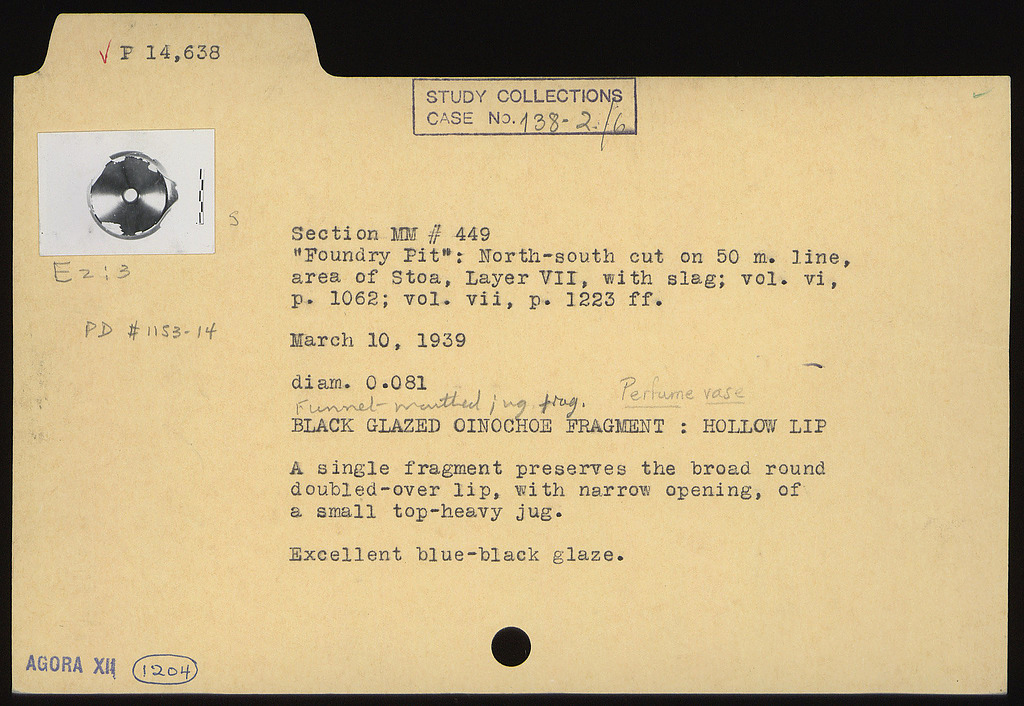 √ P 14,638
STUDY COLLECTIONS
CASE No. 138-2/6
S
E 2:3
PD #1153-14
Section MM # 449
"Foundry Pit": North-south cut on 50 m. line,
area of Stoa, Layer VII, with slag; vol. vi,
p. 1062; vol. vii, p. 1223 ff.
March 10, 1939
diam. 0.081
Funnel-mouthed jug frag. Perfume vase
BLACK GLAZED OINOCHOE FRAGMENT : HOLLOW LIP
A single fragment preserves the broad round
doubled-over lip, with narrow opening, of
a small top-heavy jug.
Excellent blue-black glaze.
AGORA XII 1204